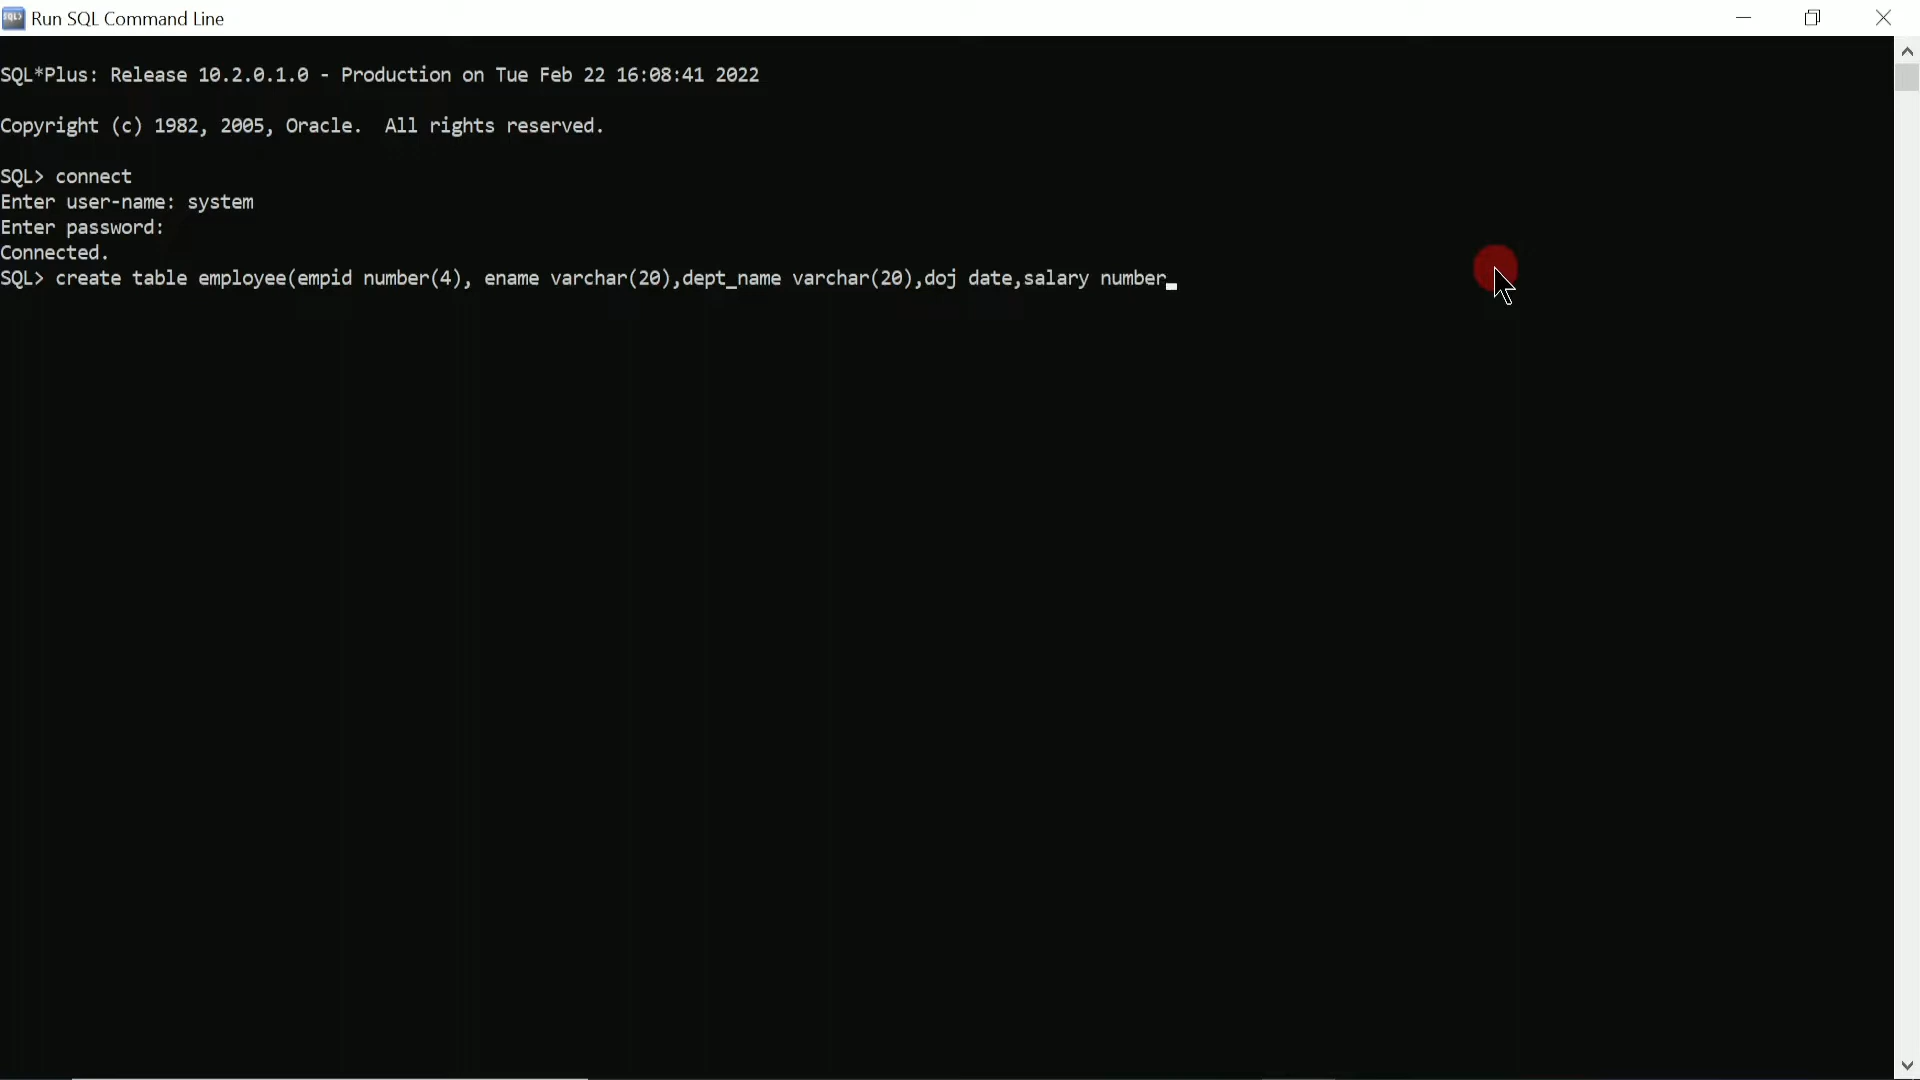 Run SQL Command Line
SQL*Plus: Release 10.2.0.1.0 - Production on Tue Feb 22 16:08:41 2022
Copyright (c) 1982, 2005, Oracle.  All rights reserved.
SQL> connect
Enter user-name: system
Enter password:
Connected.
SQL> create table employee(empid number(4), ename varchar(20),dept_name varchar(20),doj date,salary number_